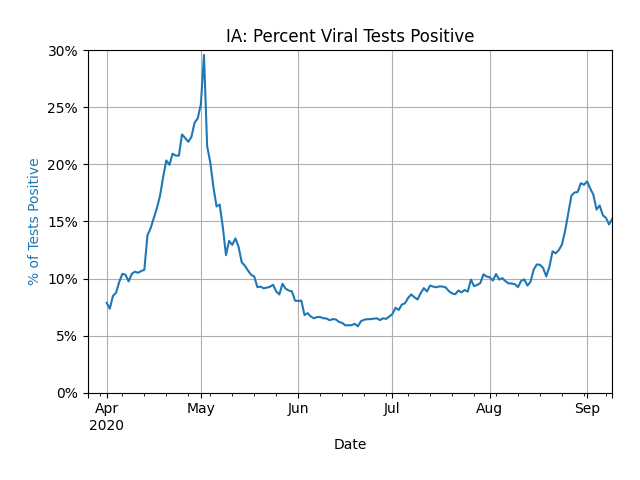 IA: Percent Viral Tests Positive
30%
25%
20%
15%
10%
5%
0%
% of Tests Positive
Apr May Jun Jul Aug Sep
2020
Date